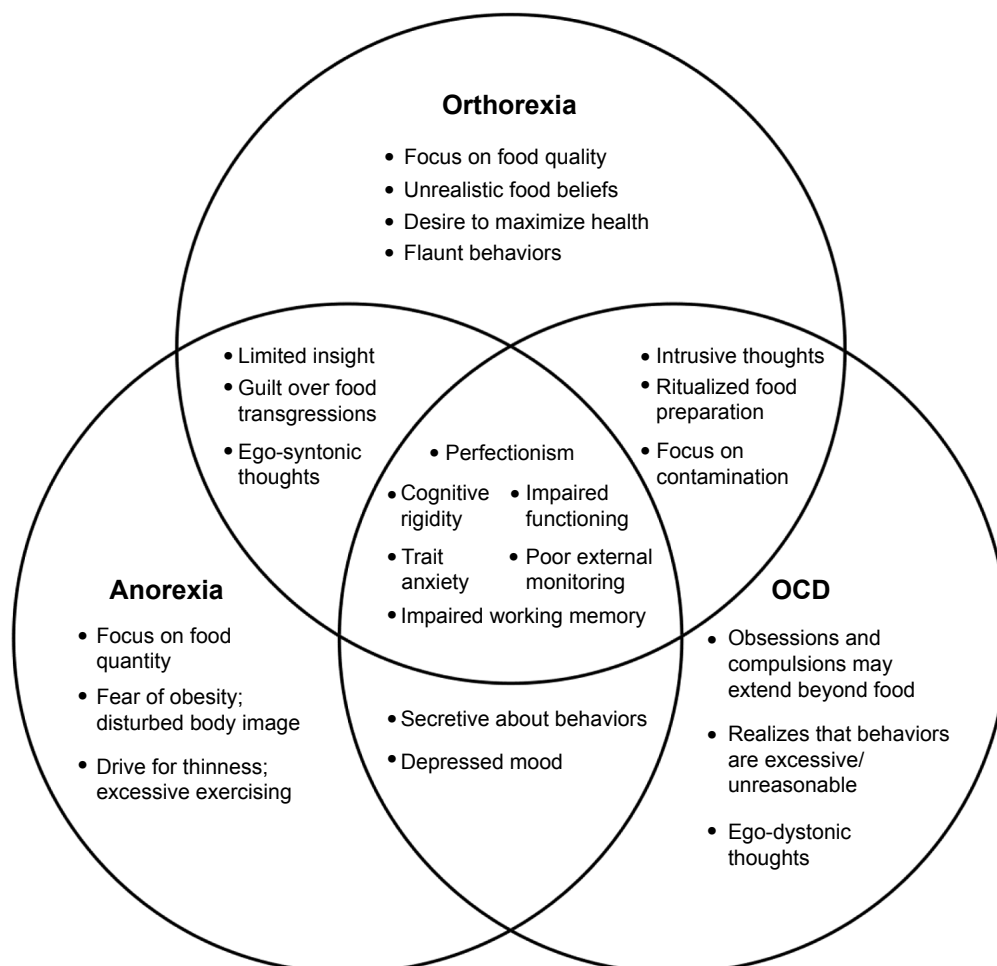 Orthorexia
• Focus on food quality
• Unrealistic food beliefs
• Desire to maximize health
• Flaunt behaviors
• Limited insight
• Guilt over food
transgressions
• Ego-syntonic
thoughts
• Intrusive thoughts
• Ritualized food
preparation
• Focus on
contamination
• Perfectionism
• Cognitive
rigidity
• Impaired
functioning
• Trait
anxiety
• Poor external
monitoring
• Impaired working memory
Anorexia
• Focus on food
quantity
• Fear of obesity;
disturbed body image
• Drive for thinness;
excessive exercising
OCD
• Obsessions and
compulsions may
extend beyond food
• Realizes that behaviors
are excessive/
unreasonable
• Ego-dystonic
thoughts
• Secretive about behaviors
• Depressed mood